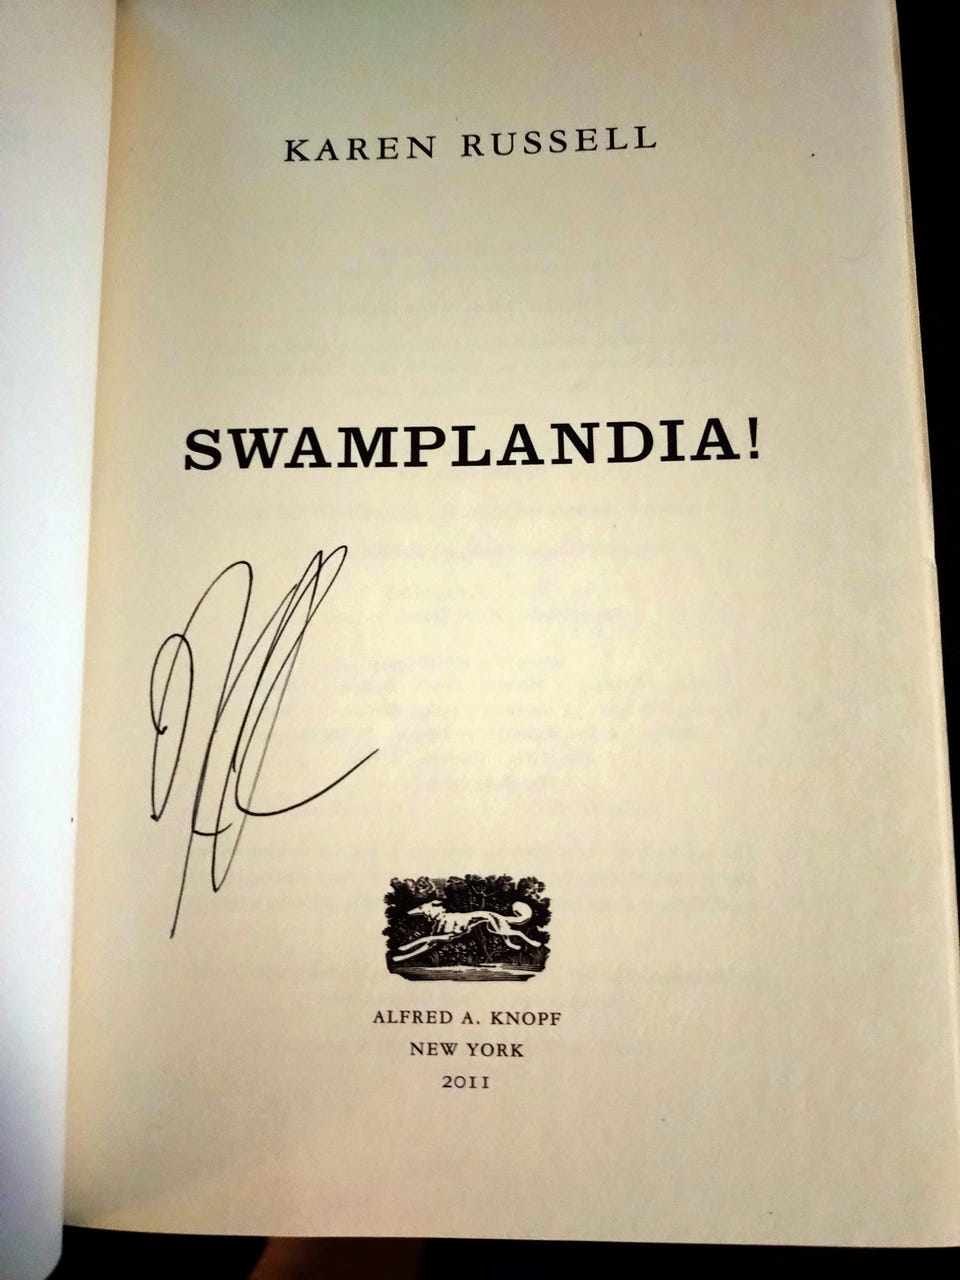 KAREN RUSSELL
SWAMPLANDIA!
ALFRED A. KNOPF
NEW YORK
2011